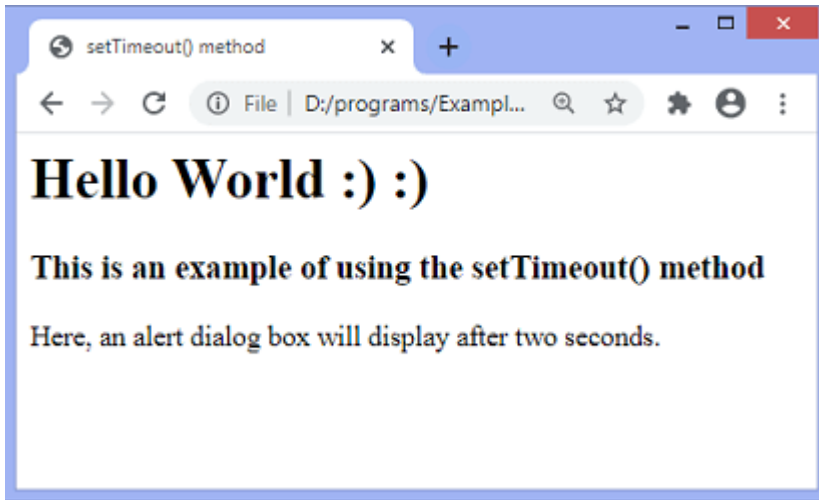 setTimeout() method
File | D:/programs/Exampl...
Hello World :) :)
This is an example of using the setTimeout() method
Here, an alert dialog box will display after two seconds.